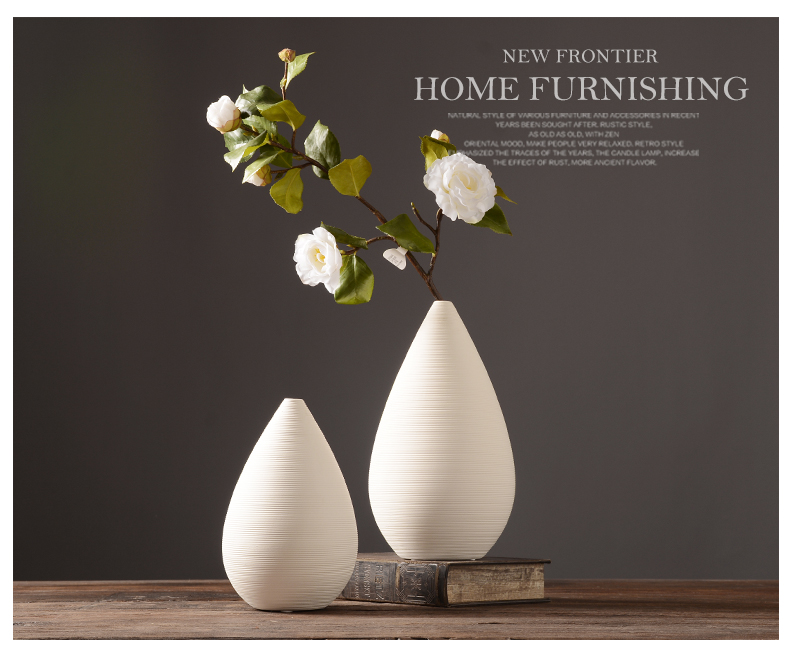 NEW FRONTIER
HOME FURNISHING
NATURAL STYLE OF VARIOUS FURNITURE AND ACCESSORIES IN RECENT
YEARS BEEN SOUGHT AFTER. RUSTIC STYLE,
AS OLD AS OLD, WITH ZEN
ORIENTAL MOOD, MAKE PEOPLE VERY RELAXED. RETRO STYLE
THE TRACES OF THE YEARS, THE CANDLE LAMP, INCREASE
THE EFFECT OF RUST, MORE ANCIENT FLAVOR.